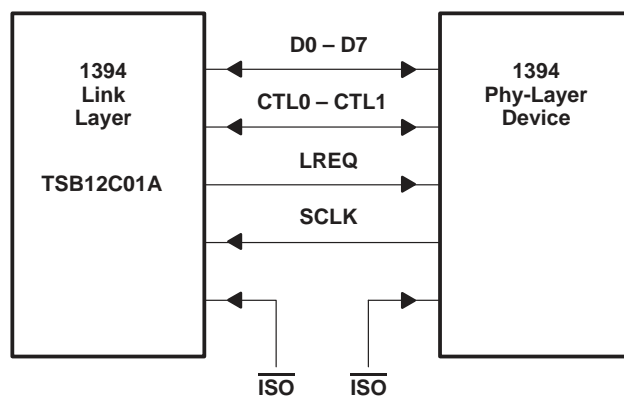 D0 – D7
1394
Link
Layer
1394
Phy-Layer
Device
CTL0 – CTL1
LREQ
TSB12C01A
SCLK
ISO
ISO